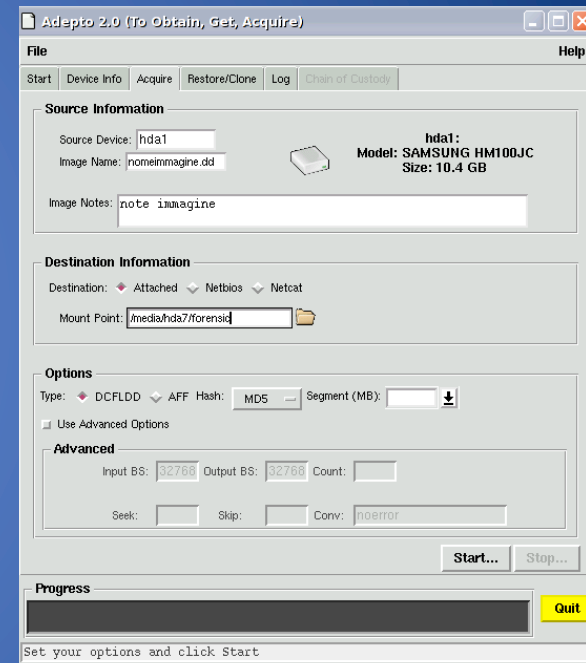 Adepto 2.0 (To Obtain, Get, Acquire)
File Help
Start Device Info Acquire Restore/Clone Log Chain of Custody
Source Information
Source Device: hda1
Image Name: nomeimmagine.dd
hda1:
Model: SAMSUNG HM100JC
Size: 10.4 GB
Image Notes: note immagine
Destination Information
Destination: Attached Netbios Netcat
Mount Point: /media/hda7/forensic
Options
Type: DCFLDD AFF Hash: MD5 Segment (MB):
Use Advanced Options
Advanced
Input BS: 32768 Output BS: 32768 Count:
Seek: Skip: Conv: noerror
Start... Stop...
Progress
Quit
Set your options and click Start